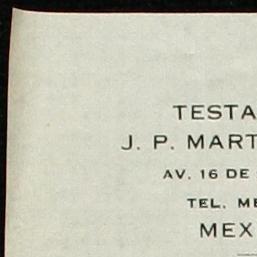 TESTA
J. P. MART
AV. 16 DE
TEL. ME
MEX